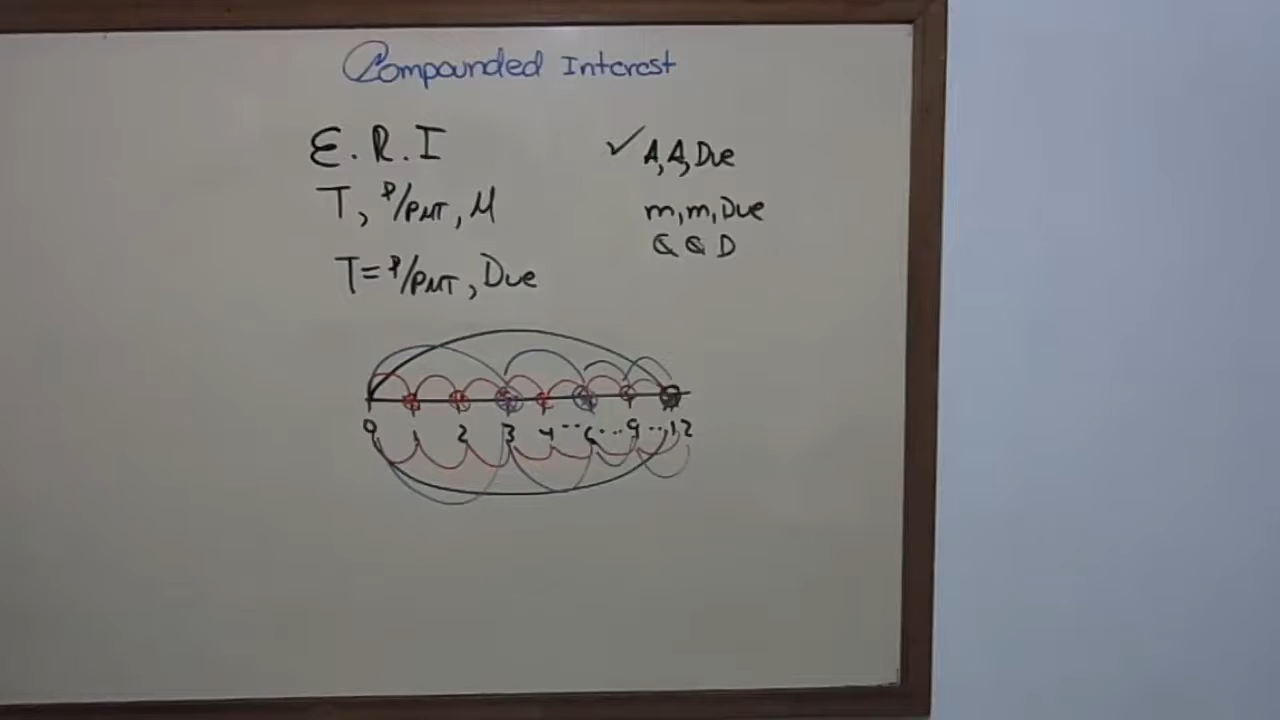 Compounded Interest
E.R.I
T, P/PMT, M
T= P/PMT, Due
✓ A, A, Due
m, m, Due
Q Q D
0 1 2 3 4 ... 6 ... 9 ... 12